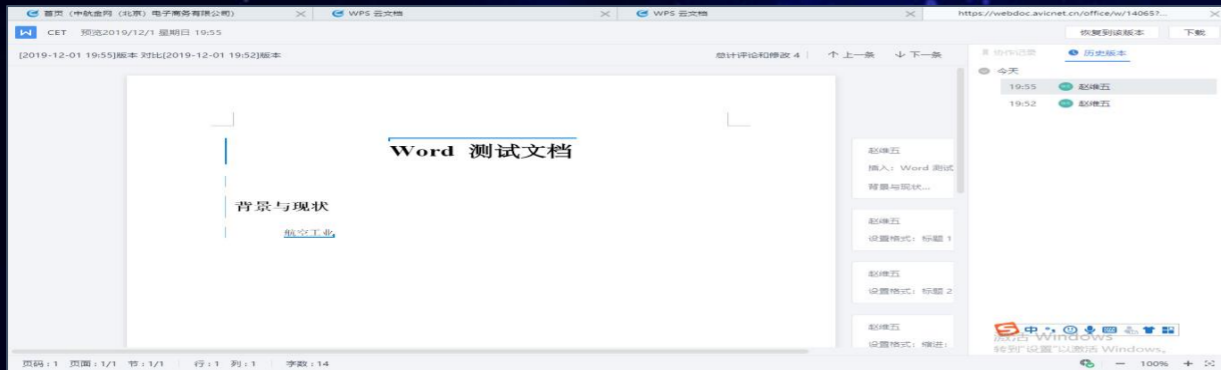 首页（中航金网（北京）电子商务有限公司）
WPS 云文档
WPS 云文档
https://webdoc.avicnet.cn/office/w/14065?...
CET 预览2019/12/1 星期日 19:55
恢复到该版本 下载
[2019-12-01 19:55]版本 对比[2019-12-01 19:52]版本
总计评论和修改 4 上一条 下一条
协作记录 历史版本
今天
19:55 赵维五
19:52 赵维五
Word 测试文档
背景与现状
航空工业
赵维五
插入：Word 测试
背景与现状...
赵维五
设置格式：标题 1
赵维五
设置格式：标题 2
赵维五
设置格式：缩进：
中
激活 Windows
转到"设置"以激活 Windows。
页码：1 页面：1/1 节：1/1 行：1 列：1 字数：14
100%